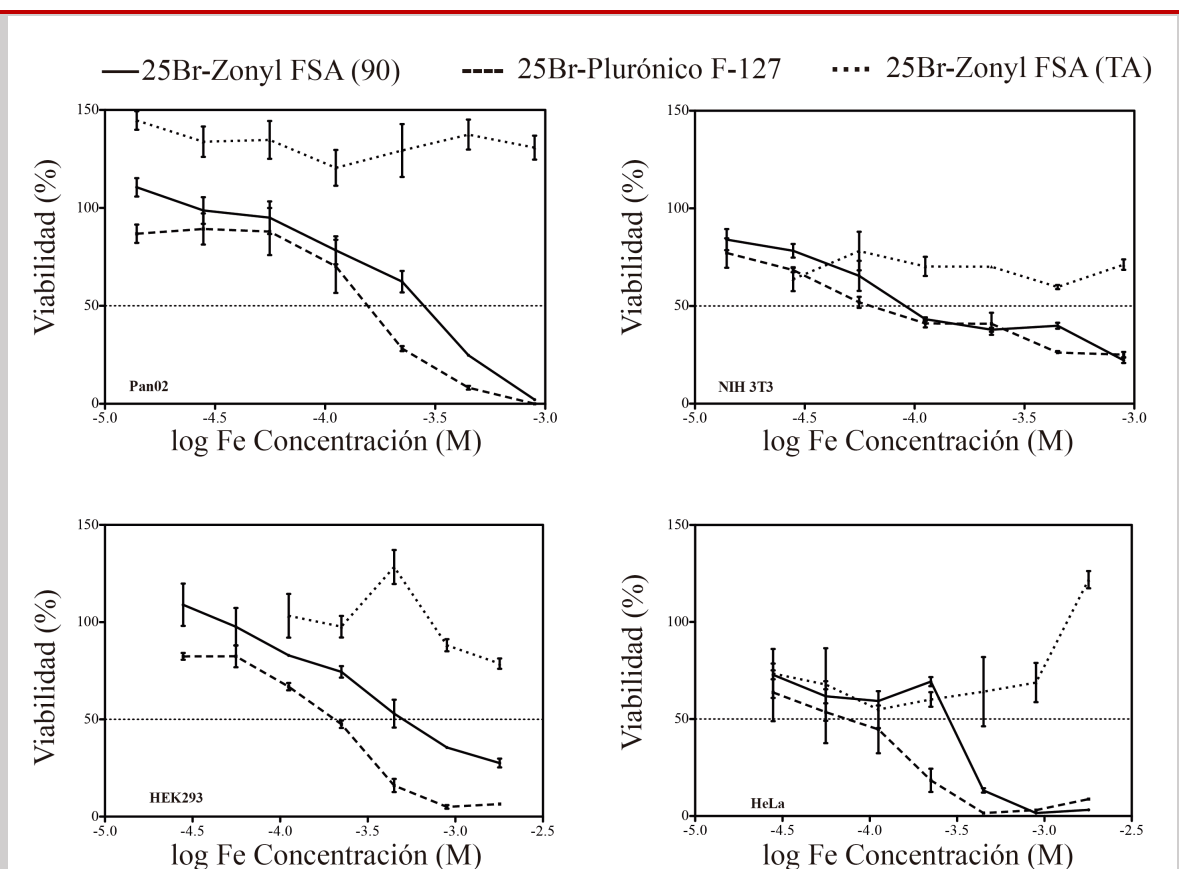 25Br-Zonyl FSA (90) 25Br-Plurónico F-127 25Br-Zonyl FSA (TA)
150
100
50
0
Viabilidad (%)
Pan02
-5.0 -4.5 -4.0 -3.5 -3.0
log Fe Concentración (M)
150
100
50
0
Viabilidad (%)
NIH 3T3
-5.0 -4.5 -4.0 -3.5 -3.0
log Fe Concentración (M)
150
100
50
0
Viabilidad (%)
HEK293
-5.0 -4.5 -4.0 -3.5 -3.0 -2.5
log Fe Concentración (M)
150
100
50
0
Viabilidad (%)
HeLa
-5.0 -4.5 -4.0 -3.5 -3.0 -2.5
log Fe Concentración (M)